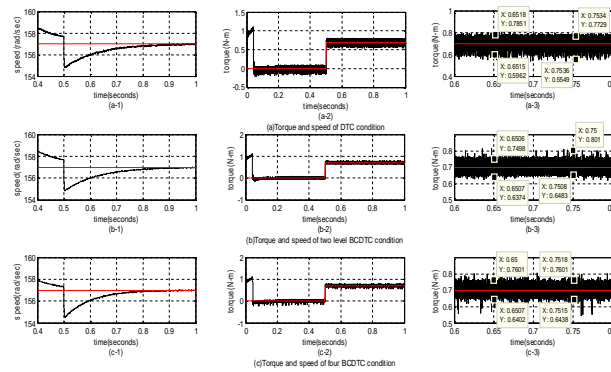 160
158
156
154
0.4 0.5 0.6 0.7 0.8 0.9 1
speed (rad/sec)
time(seconds)
(a-1)
1.5
1
0.5
0
-0.5
0 0.2 0.4 0.6 0.8 1
torque(N-m)
time(seconds)
(a-2)
(a)Torque and speed of DTC condition
1
0.8
0.6
0.4
0.6 0.65 0.7 0.75 0.8
torque(N-m)
X: 0.6518
Y: 0.7851
X: 0.7534
Y: 0.7729
X: 0.6515
Y: 0.5962
X: 0.7536
Y: 0.5549
time(seconds)
(a-3)
160
158
156
154
0.4 0.5 0.6 0.7 0.8 0.9 1
speed( rad/sec)
time(seconds)
(b-1)
2
1
0
-1
0 0.2 0.4 0.6 0.8 1
torque(N-m)
time(seconds)
(b-2)
(b)Torque and speed of two level BCDTC condition
0.9
0.8
0.7
0.6
0.5
0.6 0.7 0.75 0.8
torque(N-m)
X: 0.6506
Y: 0.7498
X: 0.75
Y: 0.801
X: 0.6507
Y: 0.6374
X: 0.7508
Y: 0.6483
time(seconds)
(b-3)
160
158
156
154
0.4 0.5 0.6 0.7 0.8 0.9 1
speed (rad/sec)
time(seconds)
(c-1)
2
1
0
-1
0 0.2 0.4 0.6 0.8 1
torque(N-m)
time(seconds)
(c-2)
(c)Torque and speed of four BCDTC condition
0.9
0.8
0.7
0.6
0.5
0.6 0.65 0.7 0.75 0.8
torque(N-m)
X: 0.65
Y: 0.7601
X: 0.7518
Y: 0.7601
X: 0.6507
Y: 0.6402
X: 0.7515
Y: 0.6438
time(seconds)
(c-3)